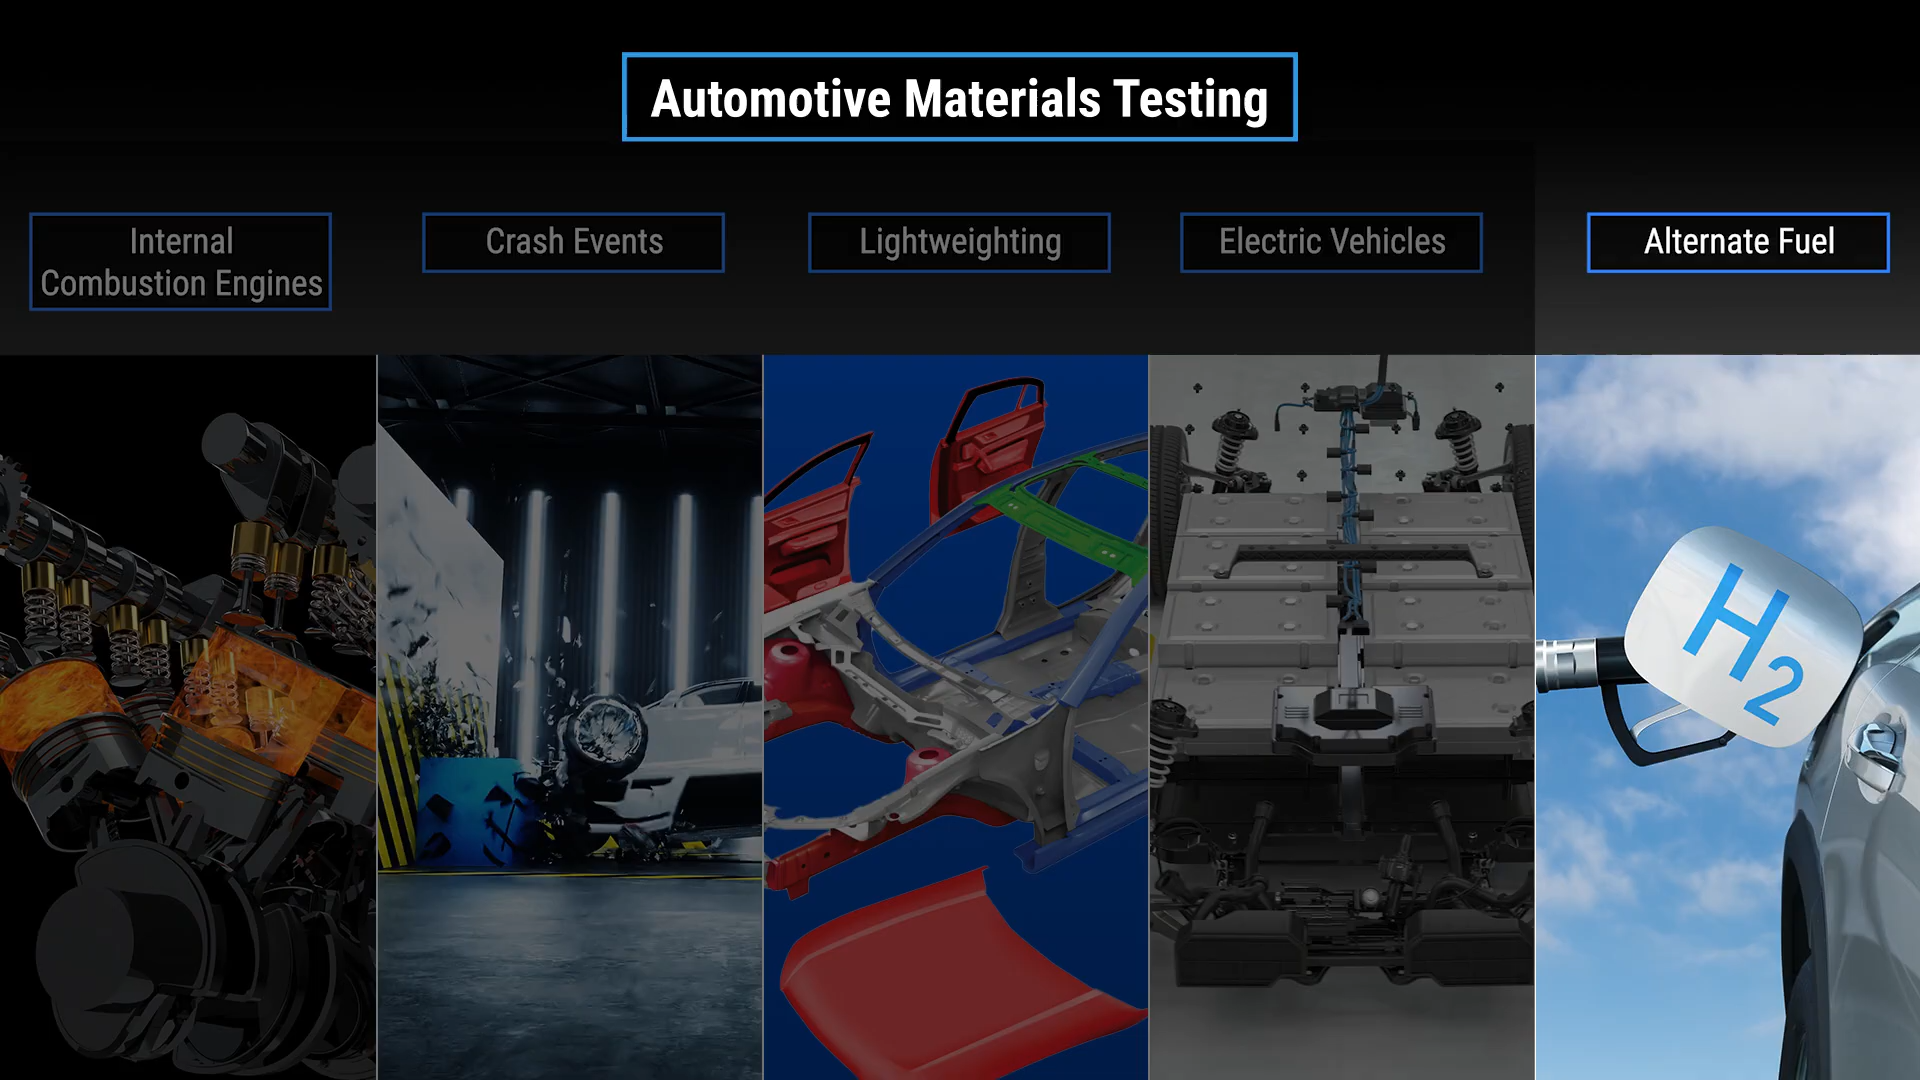 Automotive Materials Testing
Internal
Combustion Engines
Crash Events
Lightweighting
Electric Vehicles
Alternate Fuel
H2